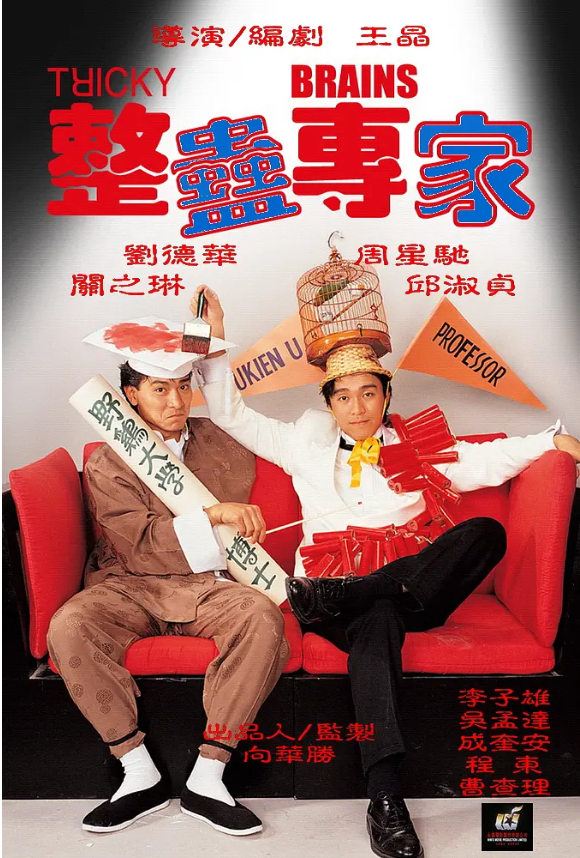 導演/編劇 王晶
TRICKY BRAINS
整蠱專家
劉德華 周星馳
關之琳 邱淑貞
UKIEN U
PROFESSOR
野鷄大學 博士
李子雄
吳孟達
成奎安
程東
曹查理
出品人/監製
向華勝